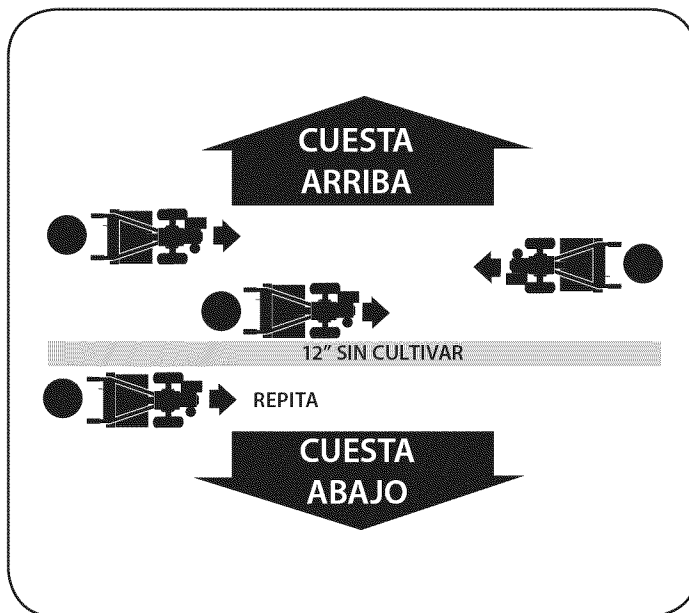 CUESTA
ARRIBA
12” SIN CULTIVAR
REPITA
CUESTA
ABAJO